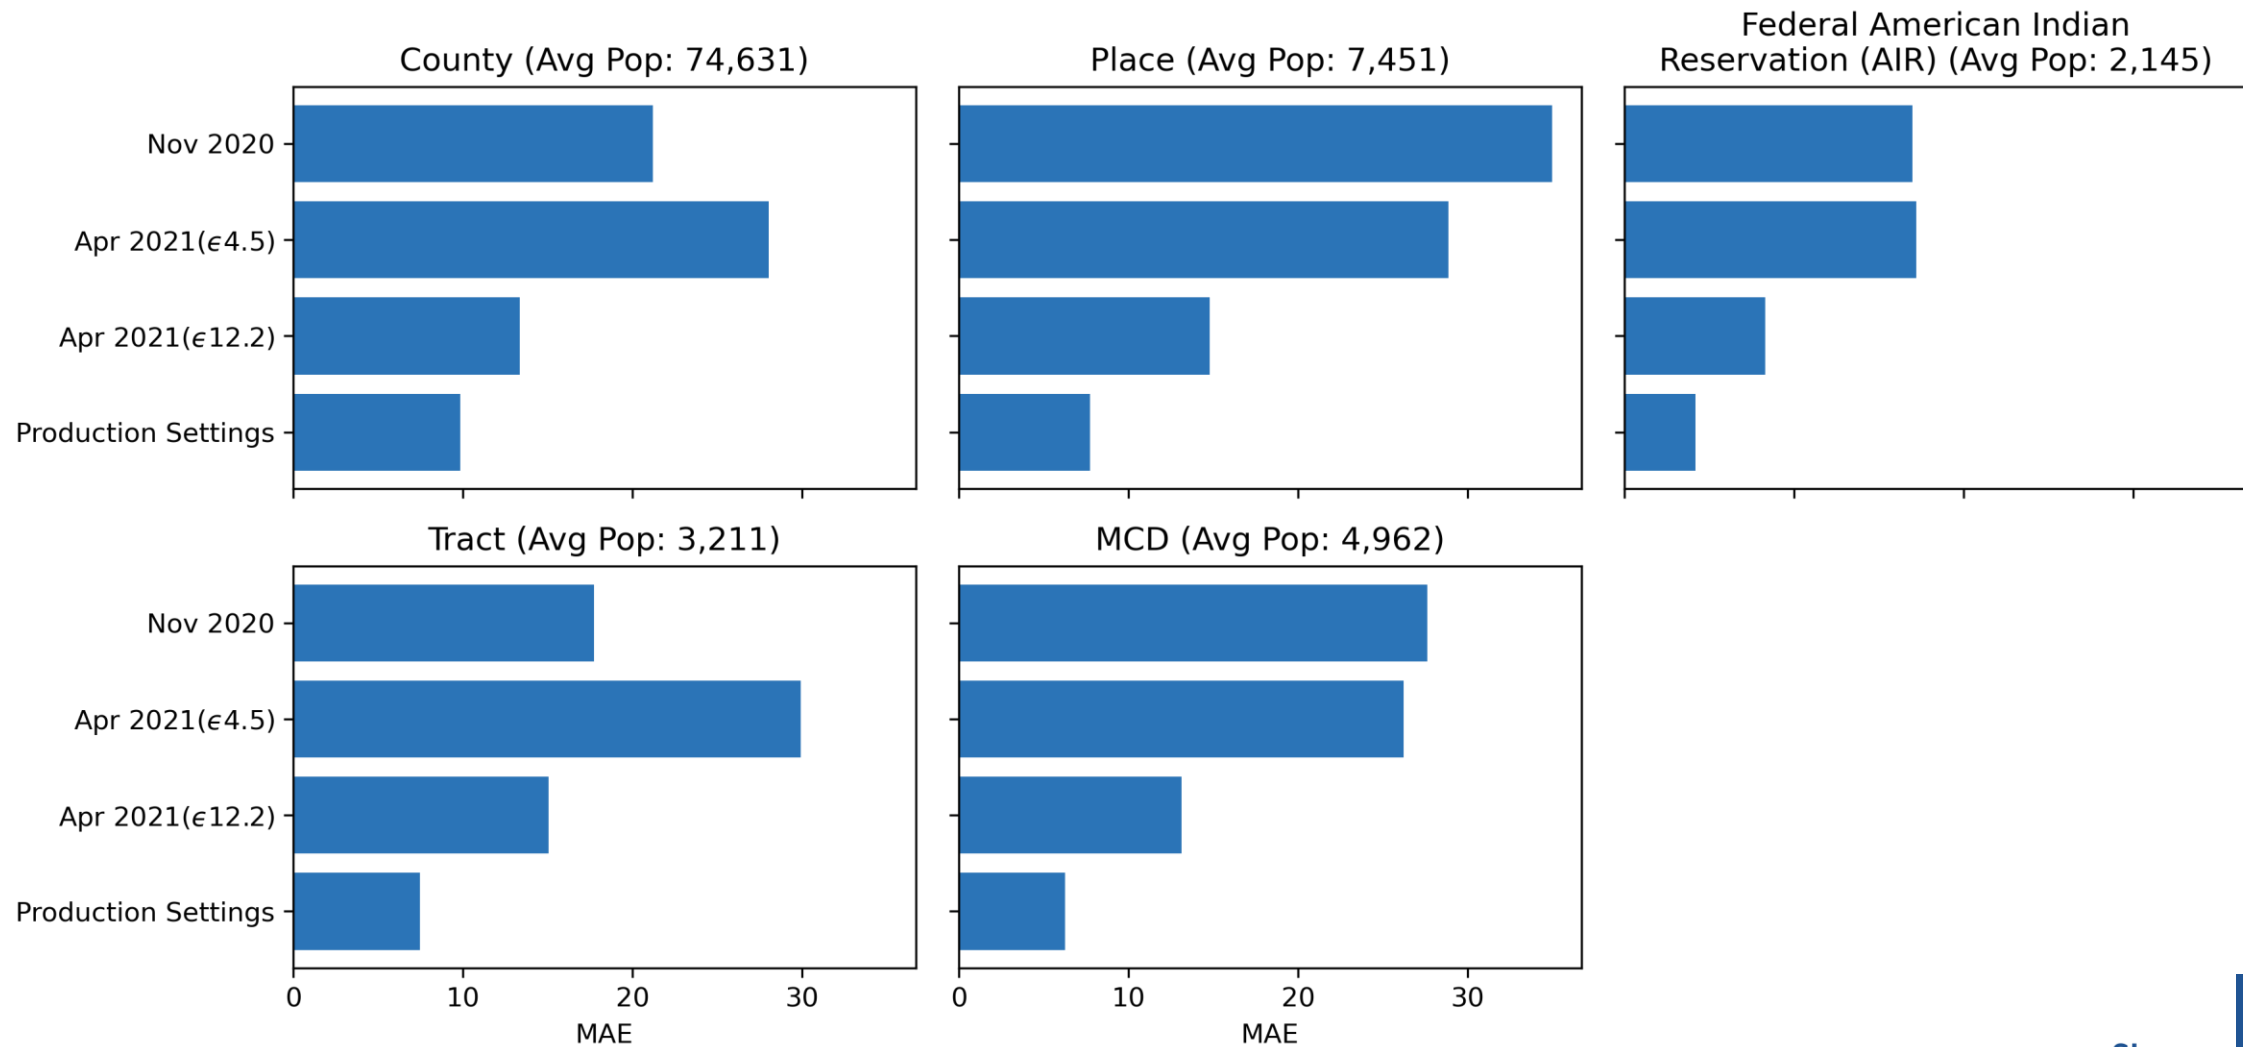 County (Avg Pop: 74,631)
Place (Avg Pop: 7,451)
Federal American Indian
Reservation (AIR) (Avg Pop: 2,145)
Nov 2020
Apr 2021(ϵ4.5)
Apr 2021(ϵ12.2)
Production Settings
Tract (Avg Pop: 3,211)
MCD (Avg Pop: 4,962)
Nov 2020
Apr 2021(ϵ4.5)
Apr 2021(ϵ12.2)
Production Settings
0 10 20 30
0 10 20 30
MAE
MAE